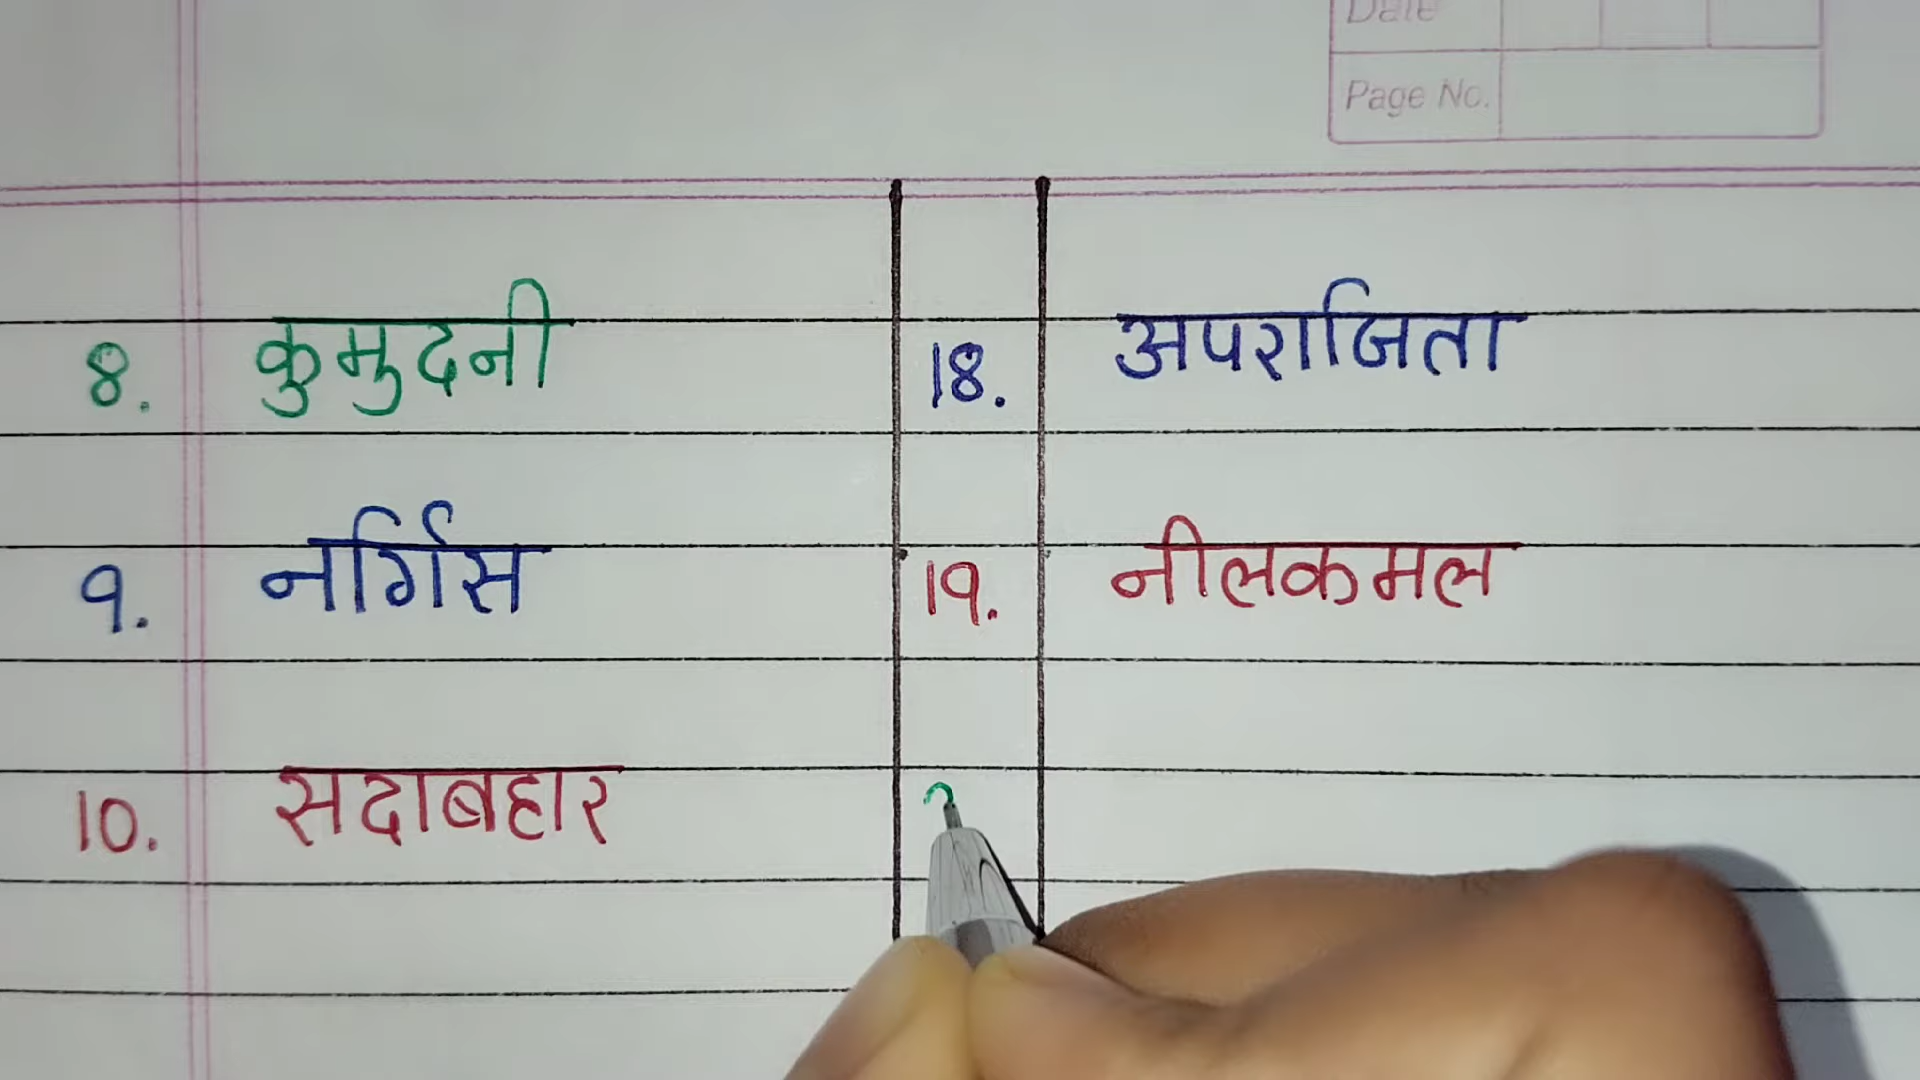 Date
Page No.
8. कुमुदनी
18. अपराजिता
9. नर्गिस
19. नीलकमल
10. सदाबहार